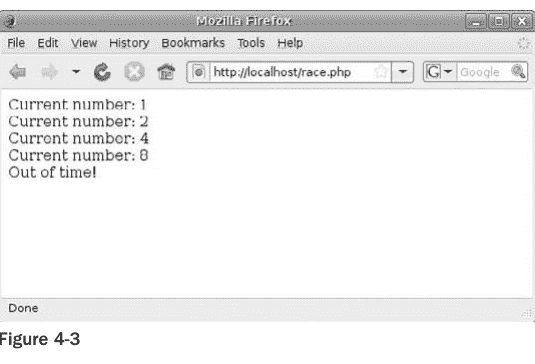 Mozilla Firefox
File Edit View History Bookmarks Tools Help
http://localhost/race.php
G Google
Current number: 1
Current number: 2
Current number: 4
Current number: 8
Out of time!
Done
Figure 4-3